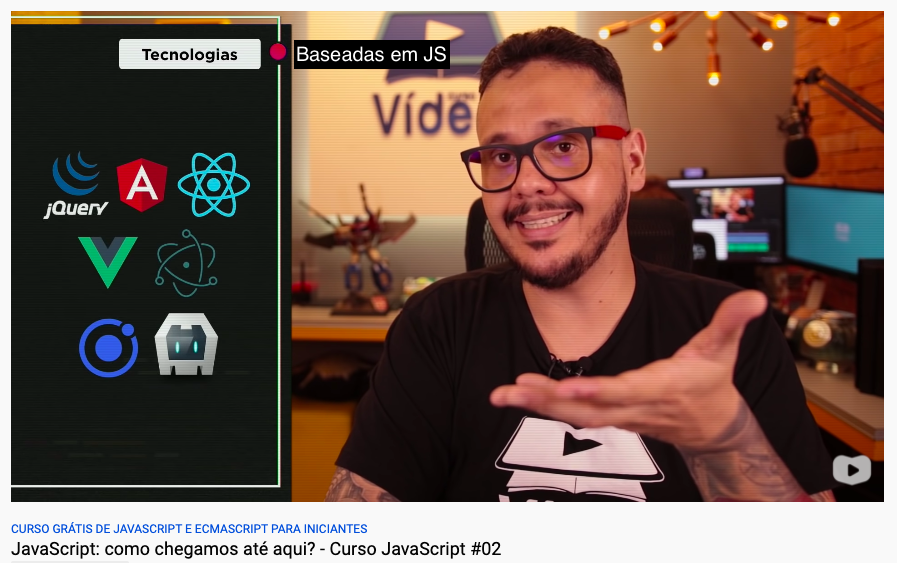 Tecnologias
Baseadas em JS
CURSO
Víde
jQuery
A
CURSO GRÁTIS DE JAVASCRIPT E ECMASCRIPT PARA INICIANTES
JavaScript: como chegamos até aqui? - Curso JavaScript #02